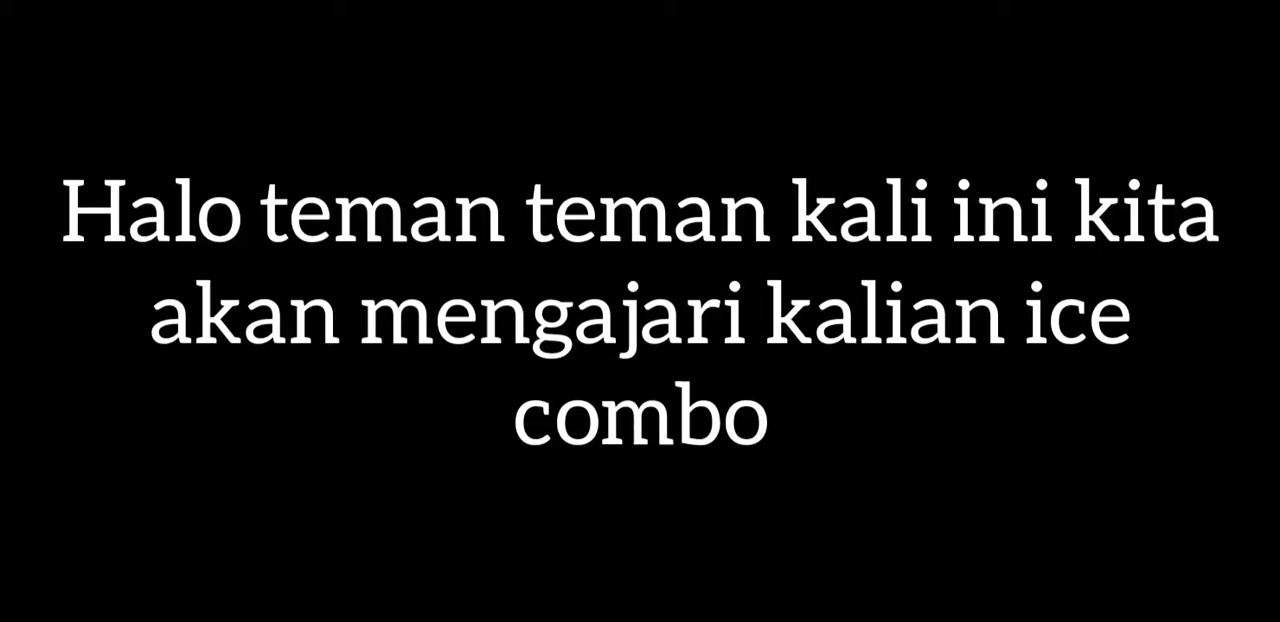 Halo teman teman kali ini kita
akan mengajari kalian ice
combo